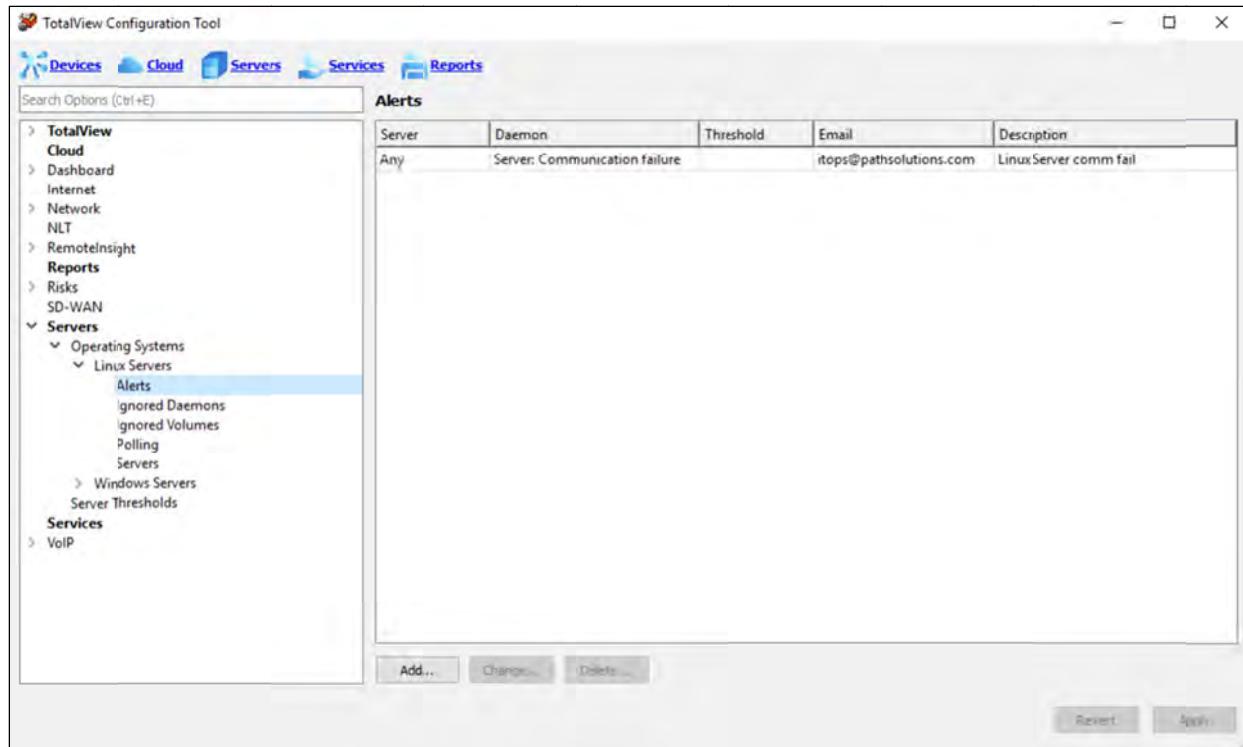 TotalView Configuration Tool
Devices Cloud Servers Services Reports
Search Options (Ctrl+E)
Alerts
TotalView
Cloud
Dashboard
Internet
Network
NLT
RemoteInsight
Reports
Risks
SD-WAN
Servers
Operating Systems
Linux Servers
Alerts
Ignored Daemons
Ignored Volumes
Polling
Servers
Windows Servers
Server Thresholds
Services
VoIP
Server Daemon Threshold Email Description
Any Server: Communication failure itops@pathsolutions.com Linux Server comm fail
Add... Change... Delete...
Revert Apply